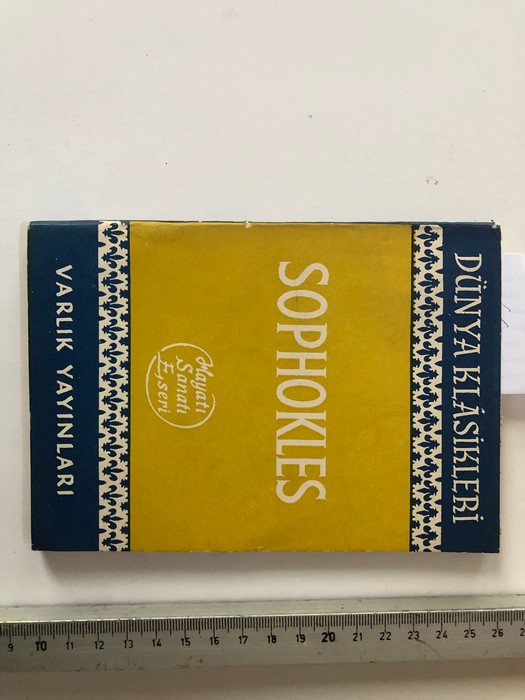 DÜNYA KLÂSİKLERİ
SOPHOKLES
Hayatı
Sanatı
Eseri
VARLIK YAYINLARI
9 10 11 12 13 14 15 16 17 18 19 20 21 22 23 24 25 26